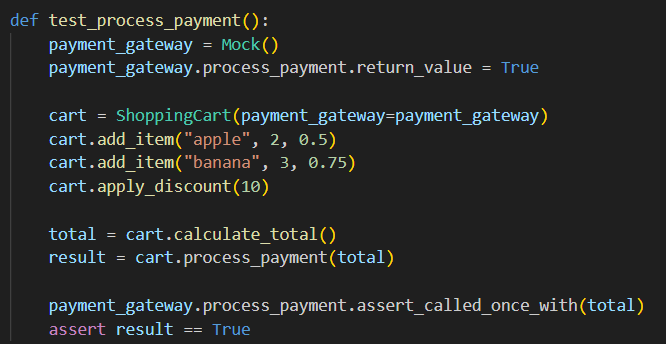 def test_process_payment():
    payment_gateway = Mock()
    payment_gateway.process_payment.return_value = True
    cart = ShoppingCart(payment_gateway=payment_gateway)
    cart.add_item("apple", 2, 0.5)
    cart.add_item("banana", 3, 0.75)
    cart.apply_discount(10)
    total = cart.calculate_total()
    result = cart.process_payment(total)
    payment_gateway.process_payment.assert_called_once_with(total)
    assert result == True